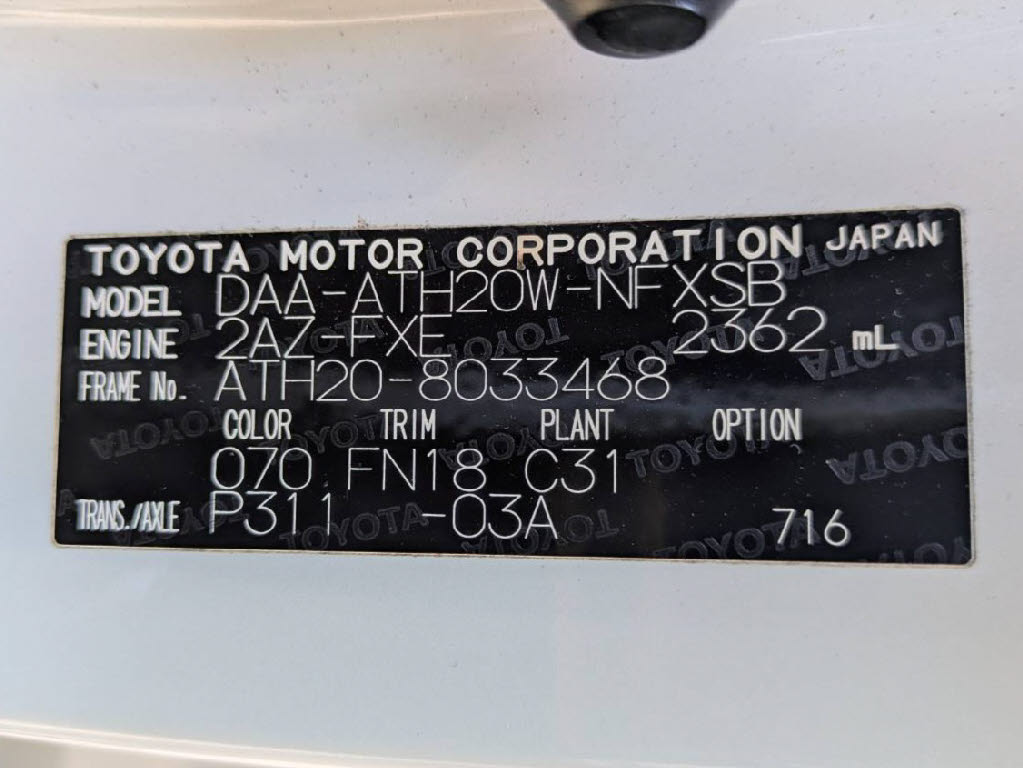 TOYOTA MOTOR CORPORATION JAPAN
MODEL DAA-ATH20W-NFXSB
ENGINE 2AZ-FXE 2362 mL
FRAME No. ATH20-8033468
COLOR TRIM PLANT OPTION
070 FN18 C31
TRANS./AXLE P311 -03A 716